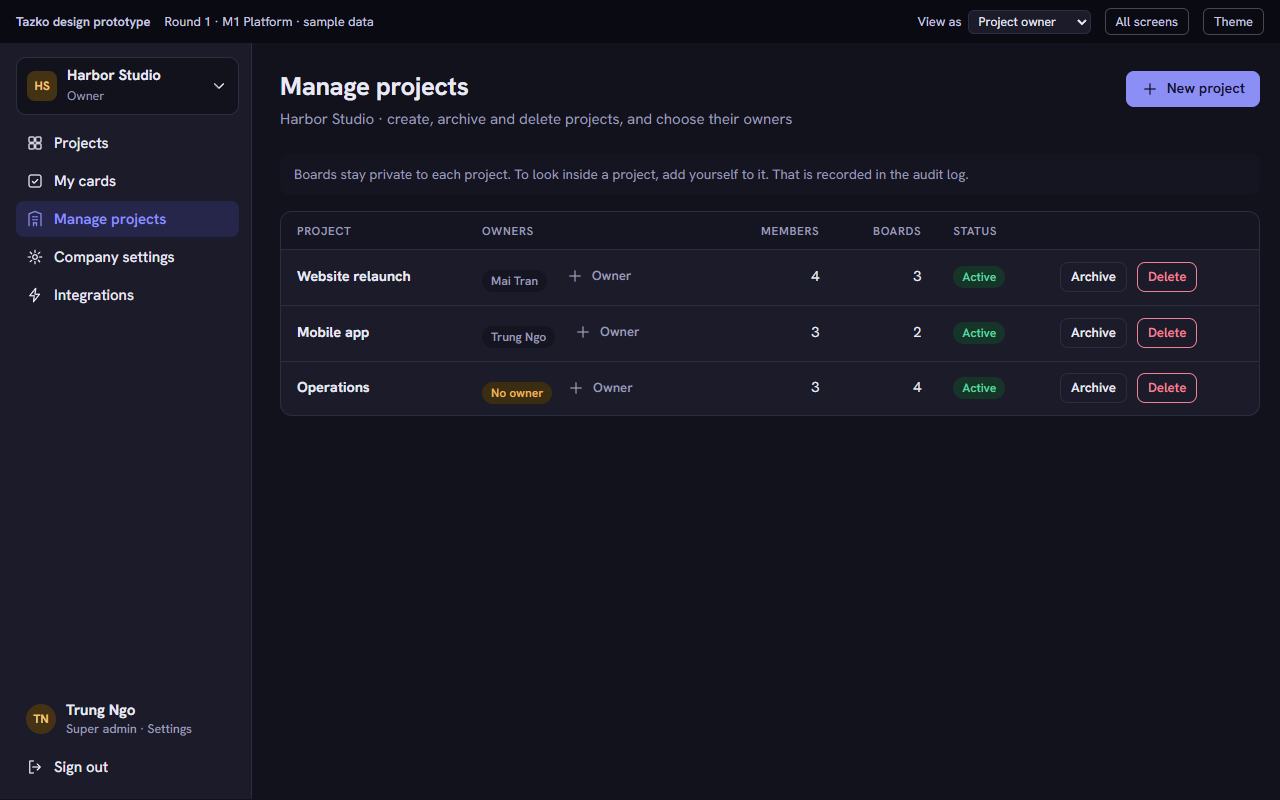 Tazko design prototype Round 1 · M1 Platform · sample data View as Project owner All screens Theme
HS Harbor Studio
Owner
Projects
My cards
Manage projects
Company settings
Integrations
TN Trung Ngo
Super admin · Settings
Sign out
Manage projects
Harbor Studio · create, archive and delete projects, and choose their owners
+ New project
Boards stay private to each project. To look inside a project, add yourself to it. That is recorded in the audit log.
PROJECT OWNERS MEMBERS BOARDS STATUS
Website relaunch Mai Tran + Owner 4 3 Active Archive Delete
Mobile app Trung Ngo + Owner 3 2 Active Archive Delete
Operations No owner + Owner 3 4 Active Archive Delete